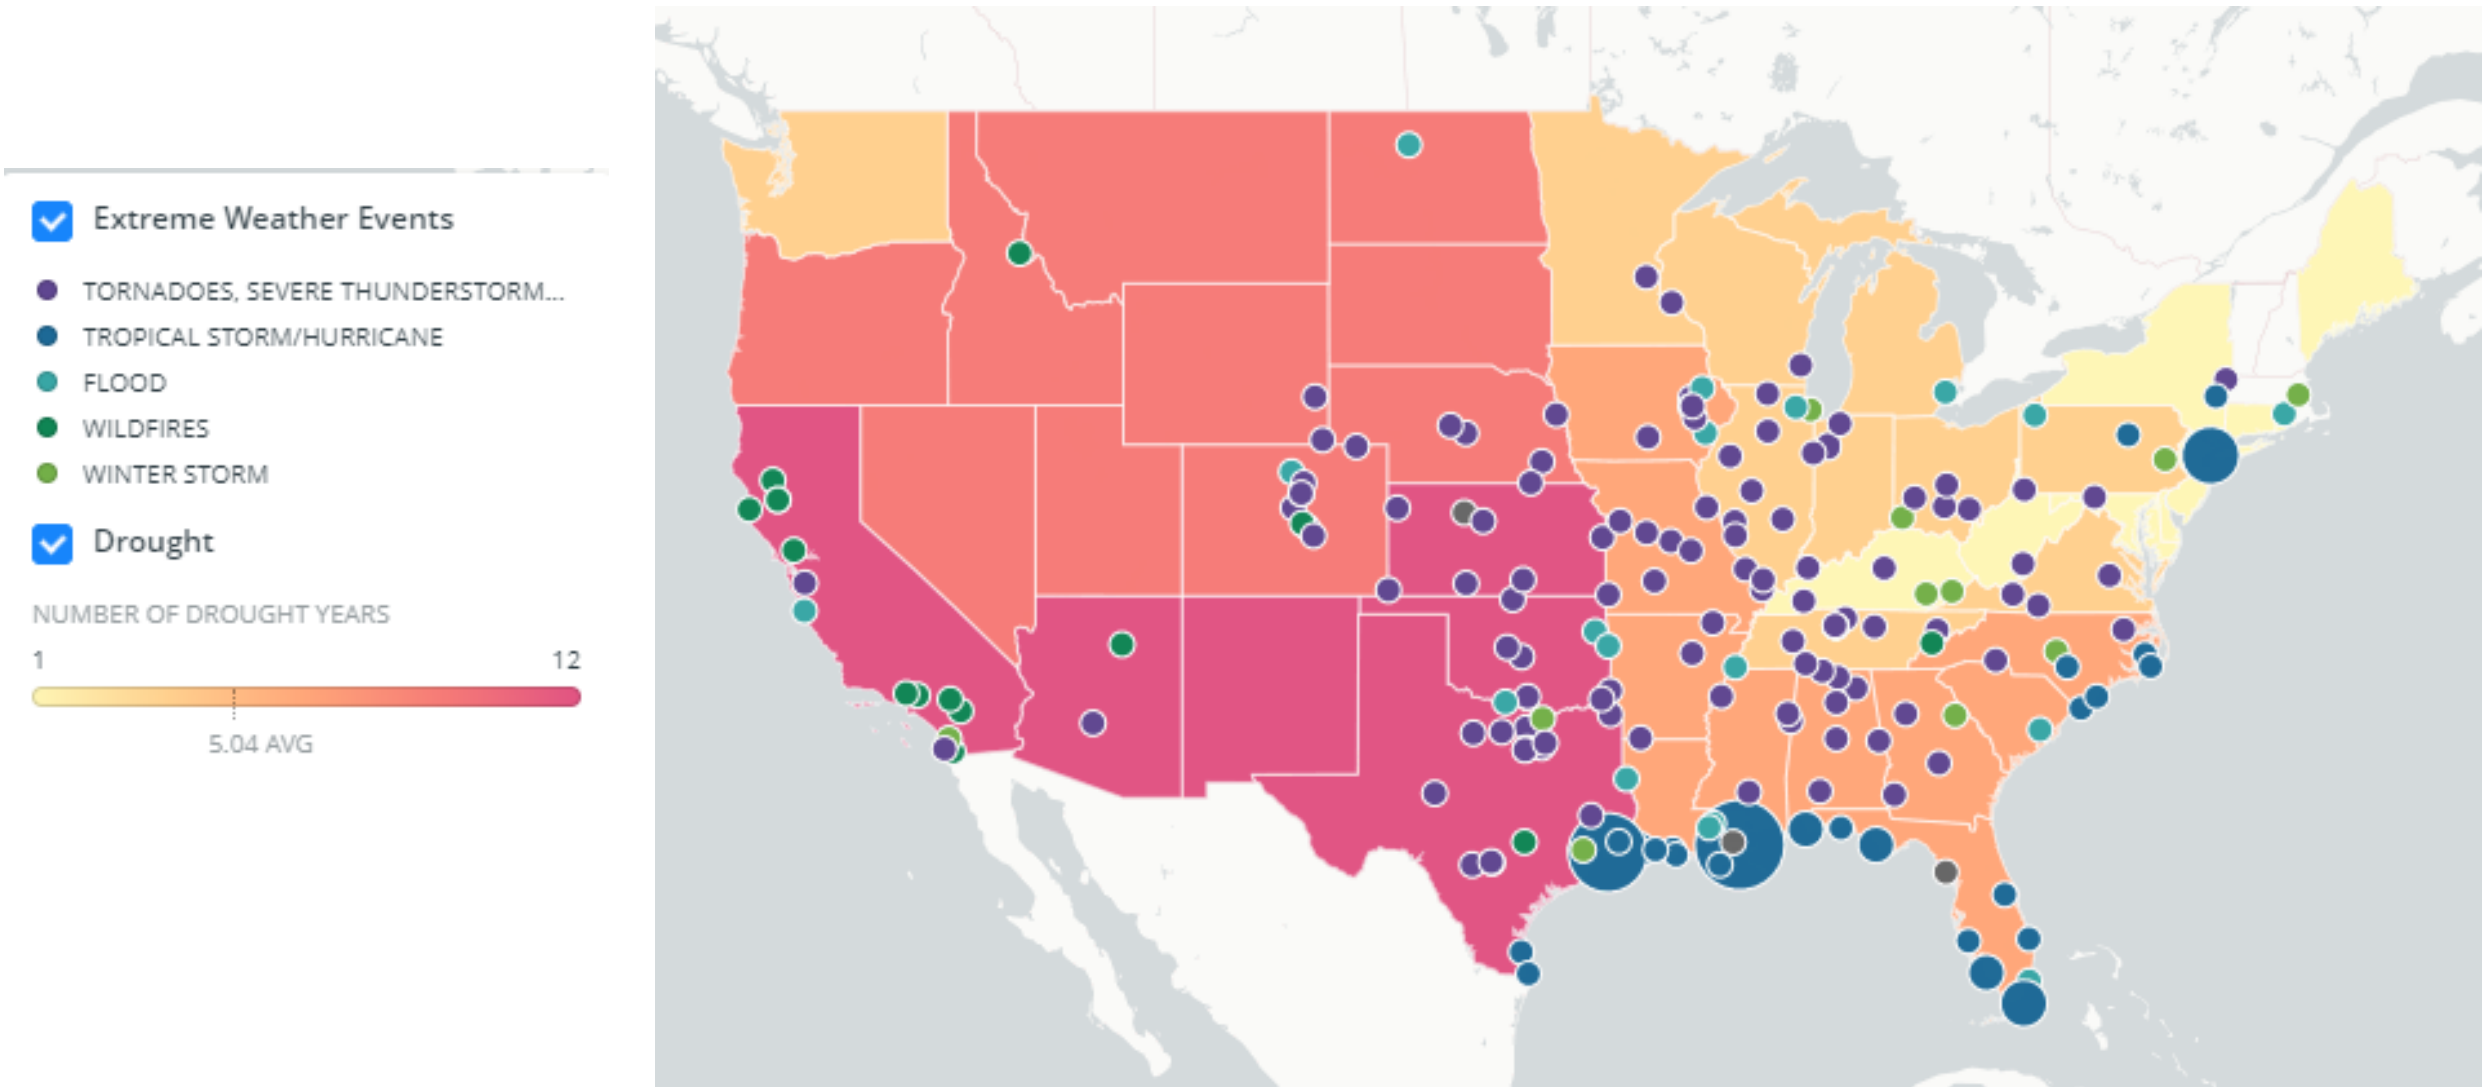 Extreme Weather Events
TORNADOES, SEVERE THUNDERSTORM...
TROPICAL STORM/HURRICANE
FLOOD
WILDFIRES
WINTER STORM
Drought
NUMBER OF DROUGHT YEARS
1 12
5.04 AVG